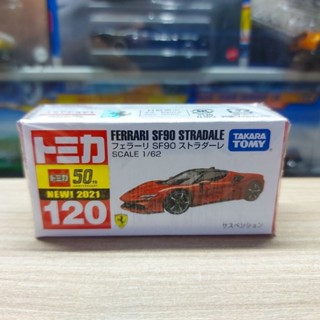 トミカ
FERRARI SF90 STRADALE
フェラーリ SF90 ストラダーレ
SCALE 1/62
TAKARA
TOMY
トミカ
50th
NEW! 2021
120
サスペンション